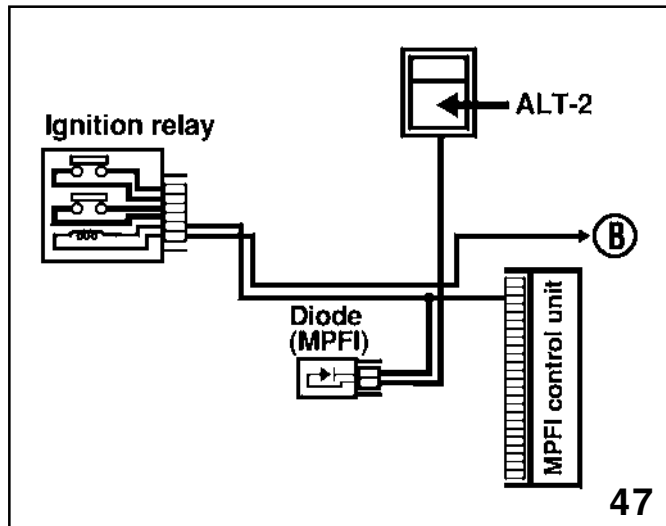 ALT-2
Ignition relay
B
Diode
(MPFI)
MPFI control unit
47